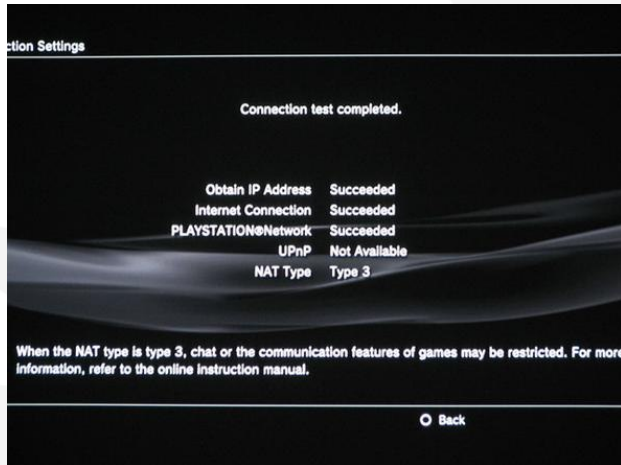 ction Settings
Connection test completed.
Obtain IP Address Succeeded
Internet Connection Succeeded
PLAYSTATION®Network Succeeded
UPnP Not Available
NAT Type Type 3
When the NAT type is type 3, chat or the communication features of games may be restricted. For more
information, refer to the online instruction manual.
Back